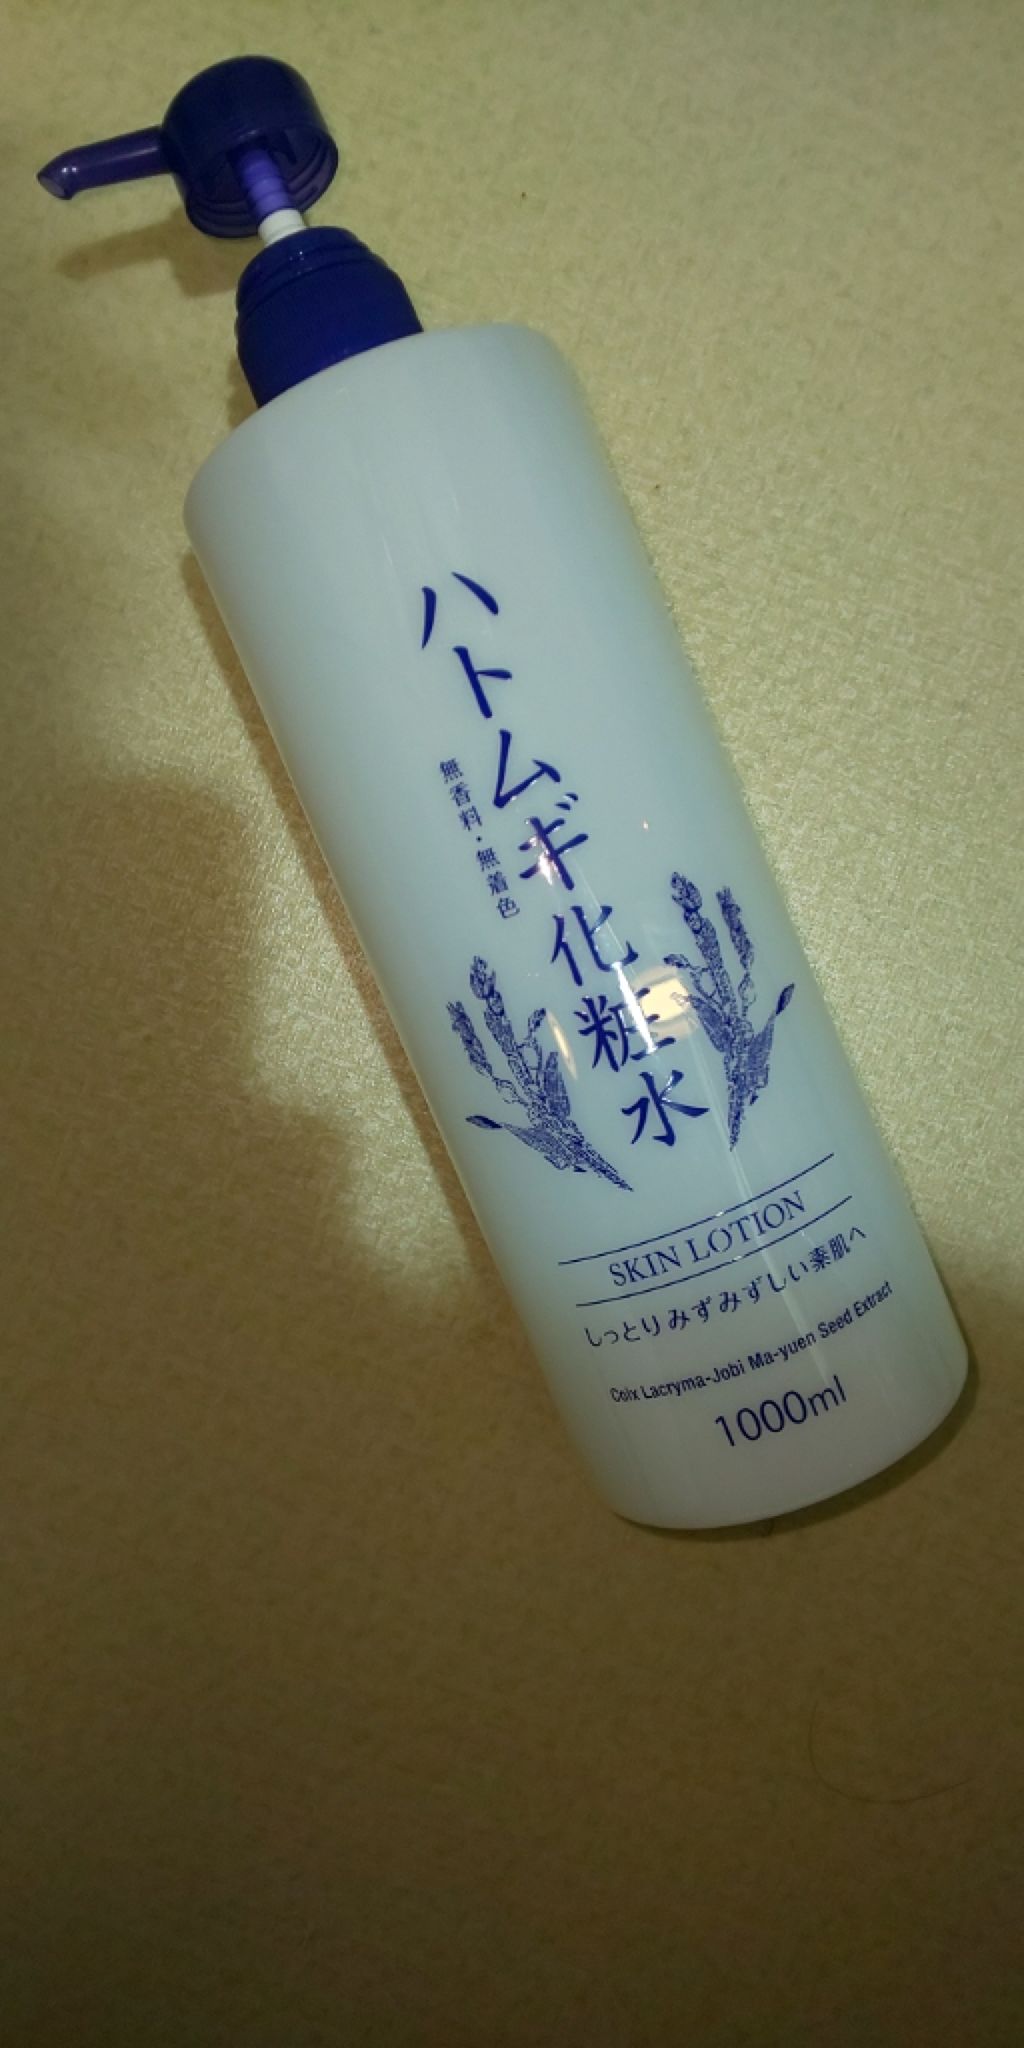 ハトムギ化粧水
無香料・無着色
SKIN LOTION
しっとりみずみずしい素肌へ
Coix Lacryma-Jobi Ma-yuen Seed Extract
1000ml